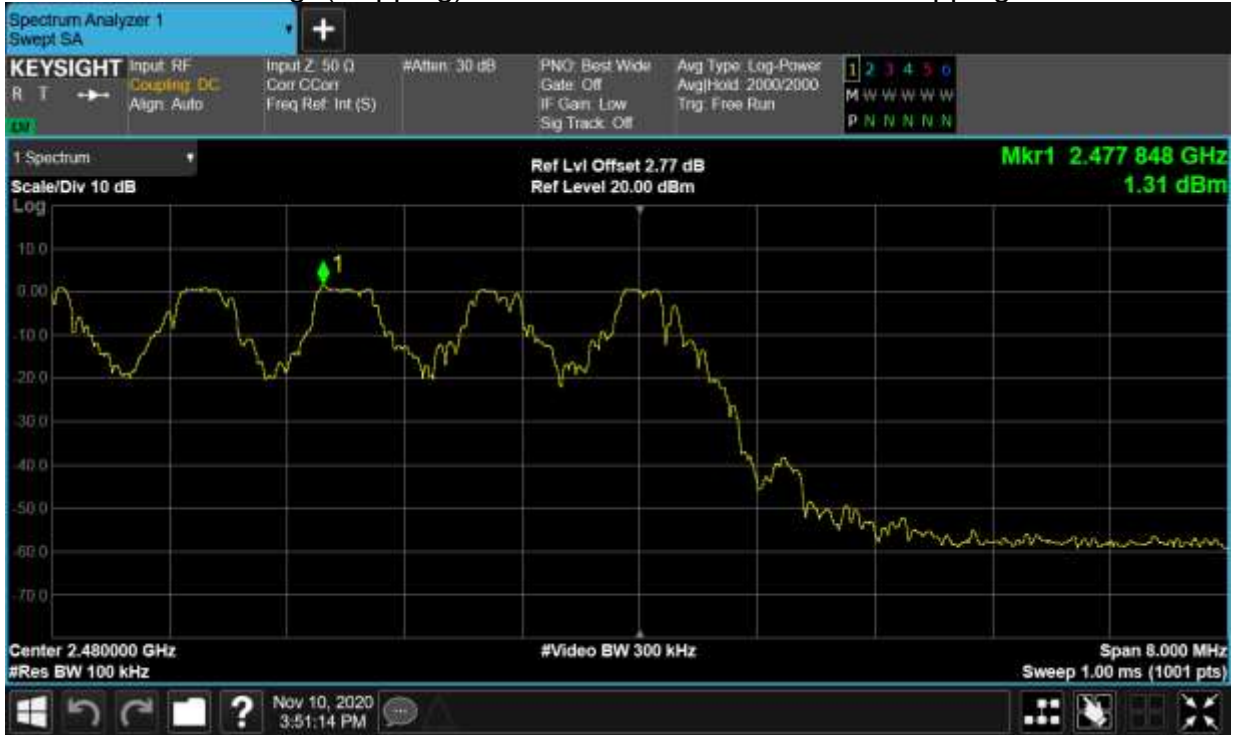 Spectrum Analyzer 1
Swept SA
+
KEYSIGHT
R T
Input: RF
Coupling: DC
Align: Auto
Input Z: 50 Ω
Corr CCorr
Freq Ref: Int (S)
#Atten: 30 dB
PNO: Best Wide
Gate: Off
IF Gain: Low
Sig Track: Off
Avg Type: Log-Power
Avg|Hold: 2000/2000
Trig: Free Run
1 2 3 4 5 6
M W W W W W
P N N N N N
1 Spectrum
Scale/Div 10 dB
Log
Ref Lvl Offset 2.77 dB
Ref Level 20.00 dBm
Mkr1 2.477 848 GHz
1.31 dBm
1
10.0
0.00
-10.0
-20.0
-30.0
-40.0
-50.0
-60.0
-70.0
Center 2.480000 GHz
#Res BW 100 kHz
#Video BW 300 kHz
Span 8.000 MHz
Sweep 1.00 ms (1001 pts)
?
Nov 10, 2020
3:51:14 PM